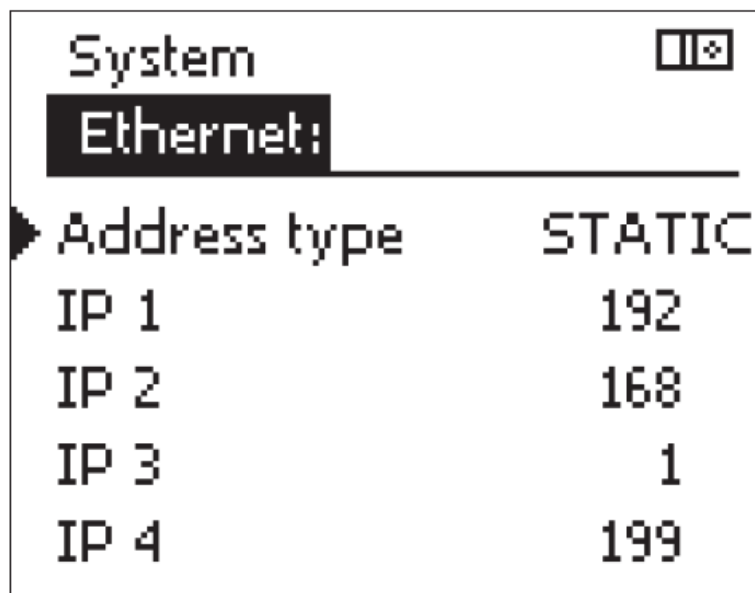 System
Ethernet:
Address type STATIC
IP 1 192
IP 2 168
IP 3 1
IP 4 199